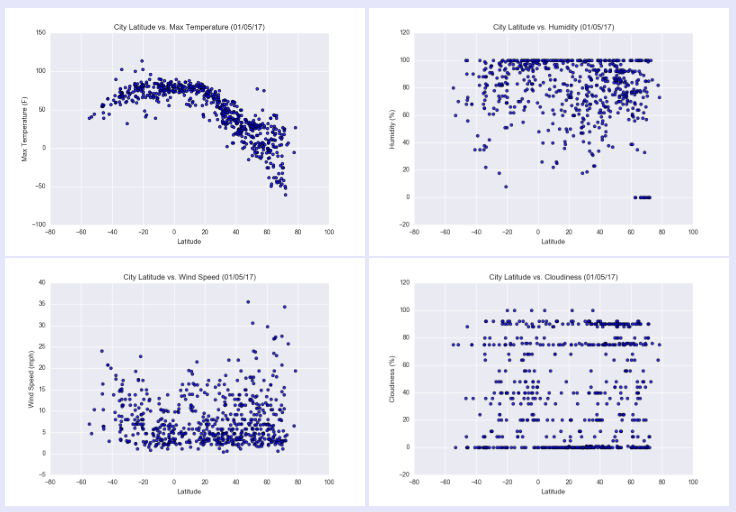 City Latitude vs. Max Temperature (01/05/17)
150
100
50
0
−50
−100
Max Temperature (F)
−80 −60 −40 −20 0 20 40 60 80 100
Latitude
City Latitude vs. Humidity (01/05/17)
120
100
80
60
40
20
0
−20
Humidity (%)
−80 −60 −40 −20 0 20 40 60 80 100
Latitude
City Latitude vs. Wind Speed (01/05/17)
40
35
30
25
20
15
10
5
0
−5
Wind Speed (mph)
−80 −60 −40 −20 0 20 40 60 80 100
Latitude
City Latitude vs. Cloudiness (01/05/17)
120
100
80
60
40
20
0
−20
Cloudiness (%)
−80 −60 −40 −20 0 20 40 60 80 100
Latitude